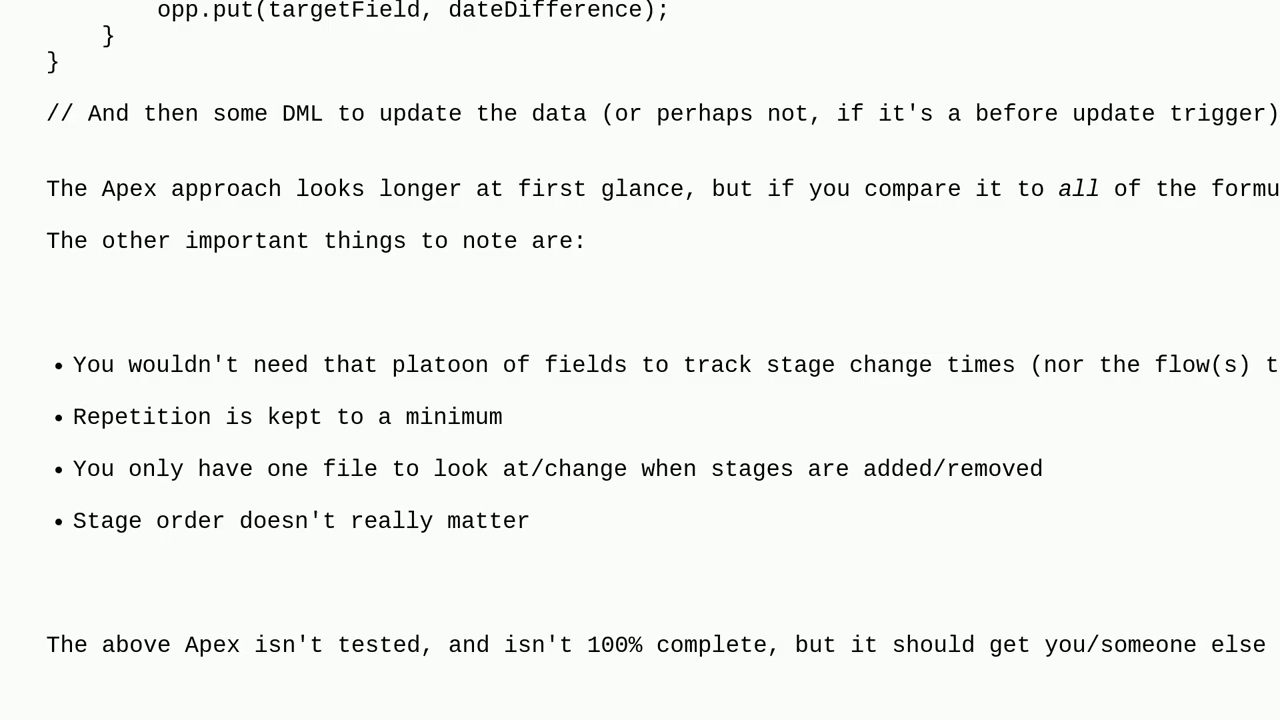 opp.put(targetField, dateDifference);
}
}
// And then some DML to update the data (or perhaps not, if it's a before update trigger)
The Apex approach looks longer at first glance, but if you compare it to all of the
The other important things to note are:
• You wouldn't need that platoon of fields to track stage change times (nor the flow(s)
• Repetition is kept to a minimum
• You only have one file to look at/change when stages are added/removed
• Stage order doesn't really matter
The above Apex isn't tested, and isn't 100% complete, but it should get you/someone else